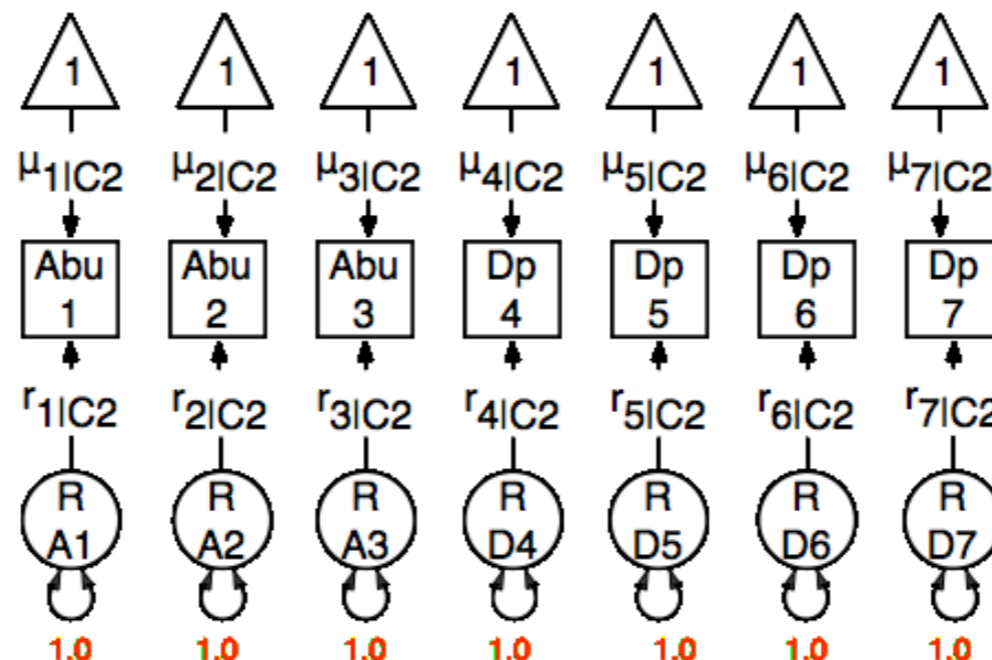 1 1 1 1 1 1 1
μ1|C2 μ2|C2 μ3|C2 μ4|C2 μ5|C2 μ6|C2 μ7|C2
Abu Abu Abu Dp Dp Dp Dp
1 2 3 4 5 6 7
r1|C2 r2|C2 r3|C2 r4|C2 r5|C2 r6|C2 r7|C2
R R R R R R R
A1 A2 A3 D4 D5 D6 D7
1.0 1.0 1.0 1.0 1.0 1.0 1.0